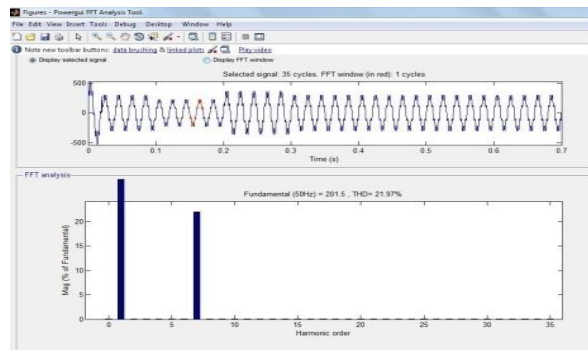 Figures - Powergui FFT Analysis Tool.
File Edit View Insert Tools Debug Desktop Window Help
Note new toolbar buttons: data brushing & linked plots Play video
Display selected signal Display FFT window
Selected signal: 35 cycles. FFT window (in red): 1 cycles
500
0
-500
0 0.1 0.2 0.3 0.4 0.5 0.6 0.7
Time (s)
FFT analysis
Fundamental (50Hz) = 201.5 , THD= 21.97%
20
15
10
5
0
Mag (% of Fundamental)
0 5 10 15 20 25 30 35
Harmonic order